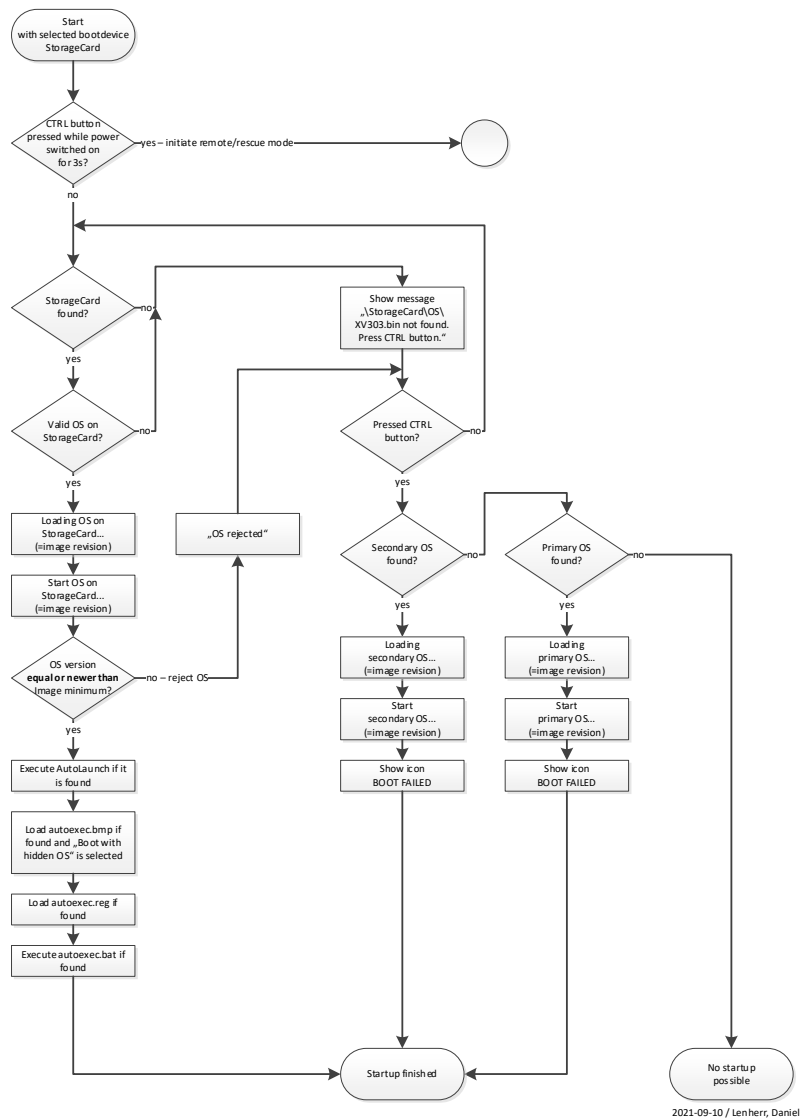 Start
with selected bootdevice
StorageCard
CTRL button
pressed while power
switched on
for 3s?
yes – initiate remote/rescue mode
no
StorageCard
found?
no
Show message
„\StorageCard\OS\
XV303.bin not found.
Press CTRL button.“
yes
Valid OS on
StorageCard?
no
Pressed CTRL
button?
no
yes
yes
Loading OS on
StorageCard...
(=image revision)
„OS rejected“
Secondary OS
found?
no
Primary OS
found?
no
Start OS on
StorageCard...
(=image revision)
yes
yes
OS version
equal or newer than
Image minimum?
no – reject OS
Loading
secondary OS...
(=image revision)
Loading
primary OS...
(=image revision)
yes
Start
secondary OS...
(=image revision)
Start
primary OS...
(=image revision)
Execute AutoLaunch if it
is found
Show icon
BOOT FAILED
Show icon
BOOT FAILED
Load autoexec.bmp if
found and „Boot with
hidden OS“ is selected
Load autoexec.reg if
found
Execute autoexec.bat if
found
Startup finished
No startup
possible
2021-09-10 / Lenherr, Daniel